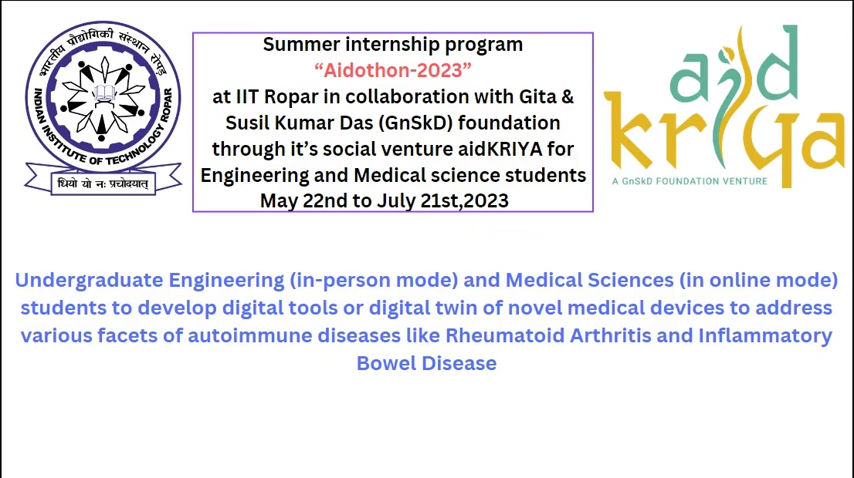 भारतीय प्रौद्योगिकी संस्थान रोपड़
INDIAN INSTITUTE OF TECHNOLOGY ROPAR
धियो यो नः प्रचोदयात्
Summer internship program
“Aidothon-2023”
at IIT Ropar in collaboration with Gita &
Susil Kumar Das (GnSkD) foundation
through it’s social venture aidKRIYA for
Engineering and Medical science students
May 22nd to July 21st,2023
aid
kriya
A GnSkD FOUNDATION VENTURE
Undergraduate Engineering (in-person mode) and Medical Sciences (in online mode)
students to develop digital tools or digital twin of novel medical devices to address
various facets of autoimmune diseases like Rheumatoid Arthritis and Inflammatory
Bowel Disease